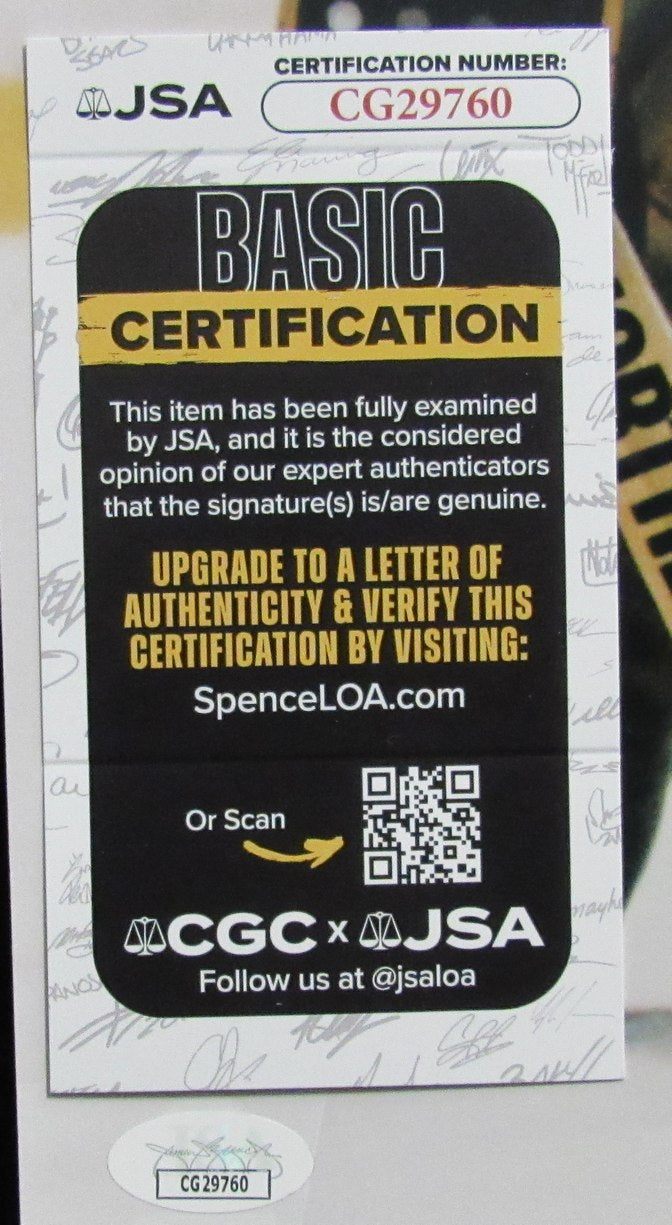 CERTIFICATION NUMBER:
JSA
CG29760
BASIC
CERTIFICATION
This item has been fully examined
by JSA, and it is the considered
opinion of our expert authenticators
that the signature(s) is/are genuine.
UPGRADE TO A LETTER OF
AUTHENTICITY & VERIFY THIS
CERTIFICATION BY VISITING:
SpenceLOA.com
Or Scan
CGC x JSA
Follow us at @jsaloa
CG29760